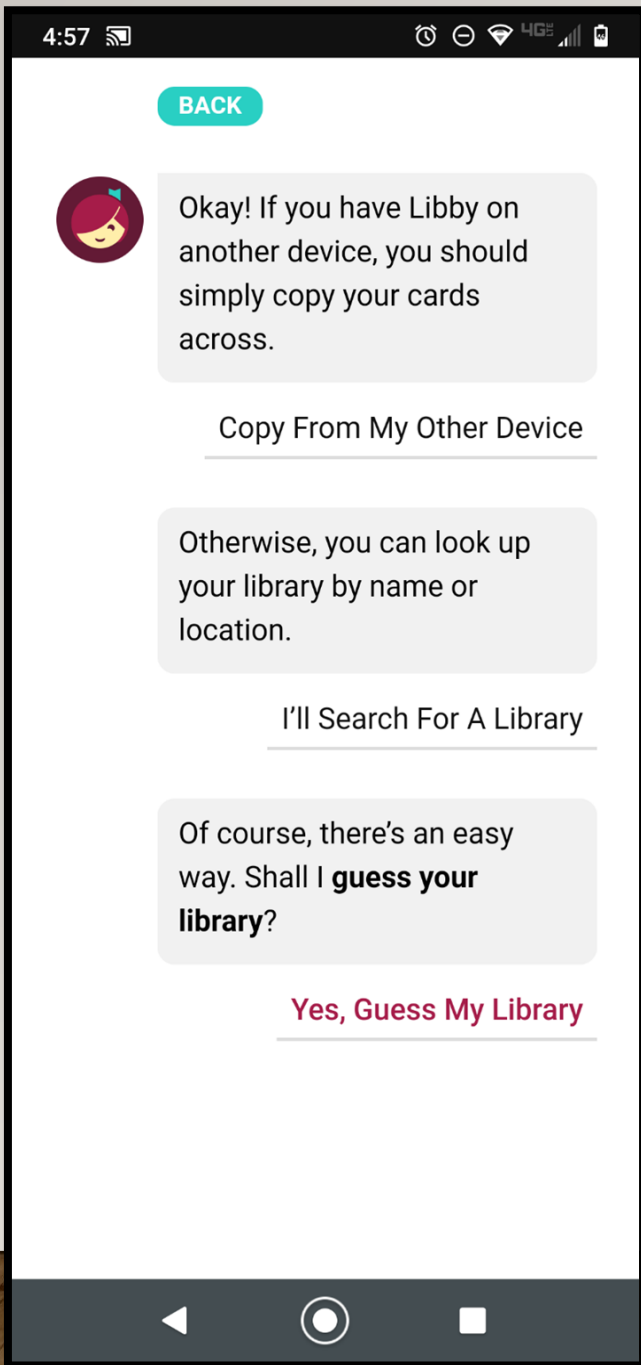 4:57 4GE
BACK
Okay! If you have Libby on
another device, you should
simply copy your cards
across.
Copy From My Other Device
Otherwise, you can look up
your library by name or
location.
I’ll Search For A Library
Of course, there’s an easy
way. Shall I guess your
library?
Yes, Guess My Library